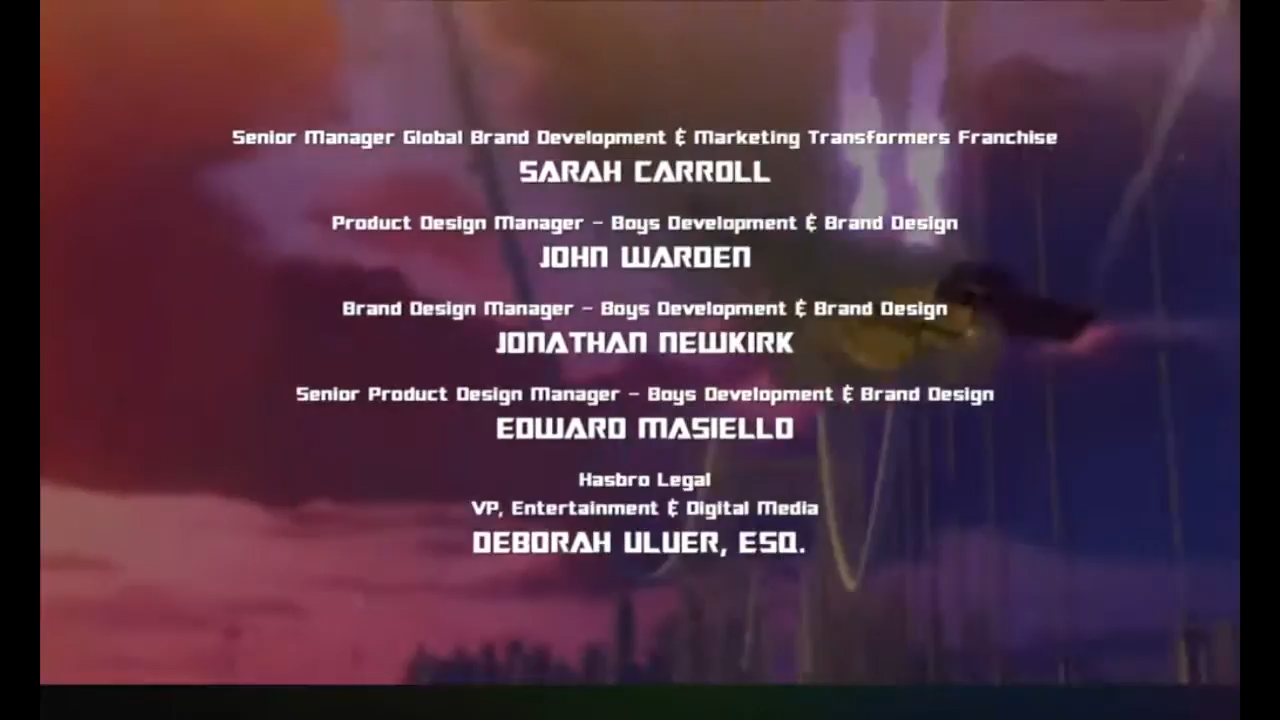 Senior Manager Global Brand Development & Marketing Transformers Franchise
SARAH CARROLL
Product Design Manager - Boys Development & Brand Design
JOHN WARDEN
Brand Design Manager - Boys Development & Brand Design
JONATHAN NEWKIRK
Senior Product Design Manager - Boys Development & Brand Design
EDWARD MASIELLO
Hasbro Legal
VP, Entertainment & Digital Media
DEBORAH ULUER, ESQ.